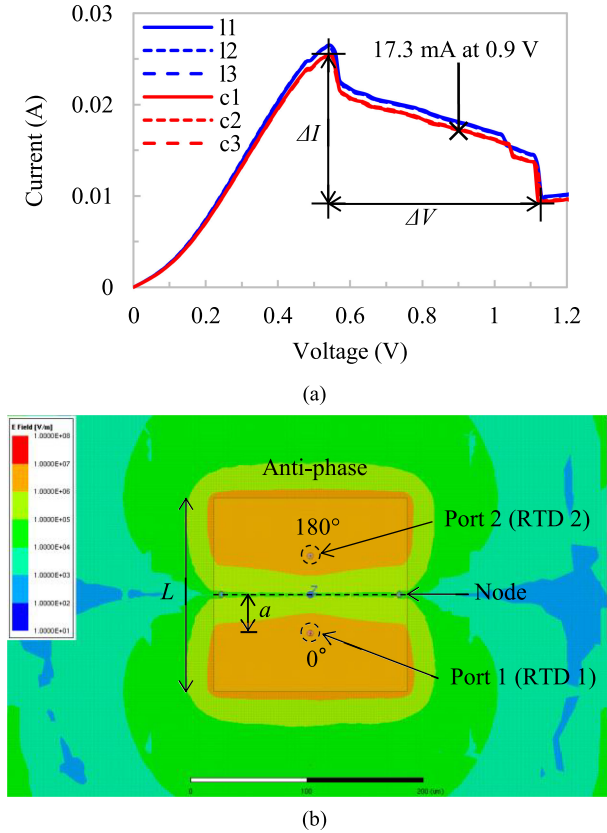 (a)
0.03
0.02
0.01
0
Current (A)
l1
l2
l3
c1
c2
c3
17.3 mA at 0.9 V
ΔI
ΔV
0
0.2
0.4
0.6
0.8
1
1.2
Voltage (V)
(a)
E Field [V/m]
1.0000E+08
1.0000E+07
1.0000E+06
1.0000E+05
1.0000E+04
1.0000E+03
1.0000E+02
1.0000E+01
Anti-phase
180°
Port 2 (RTD 2)
L
a
Node
0°
Port 1 (RTD 1)
0
100
200 (um)
(b)